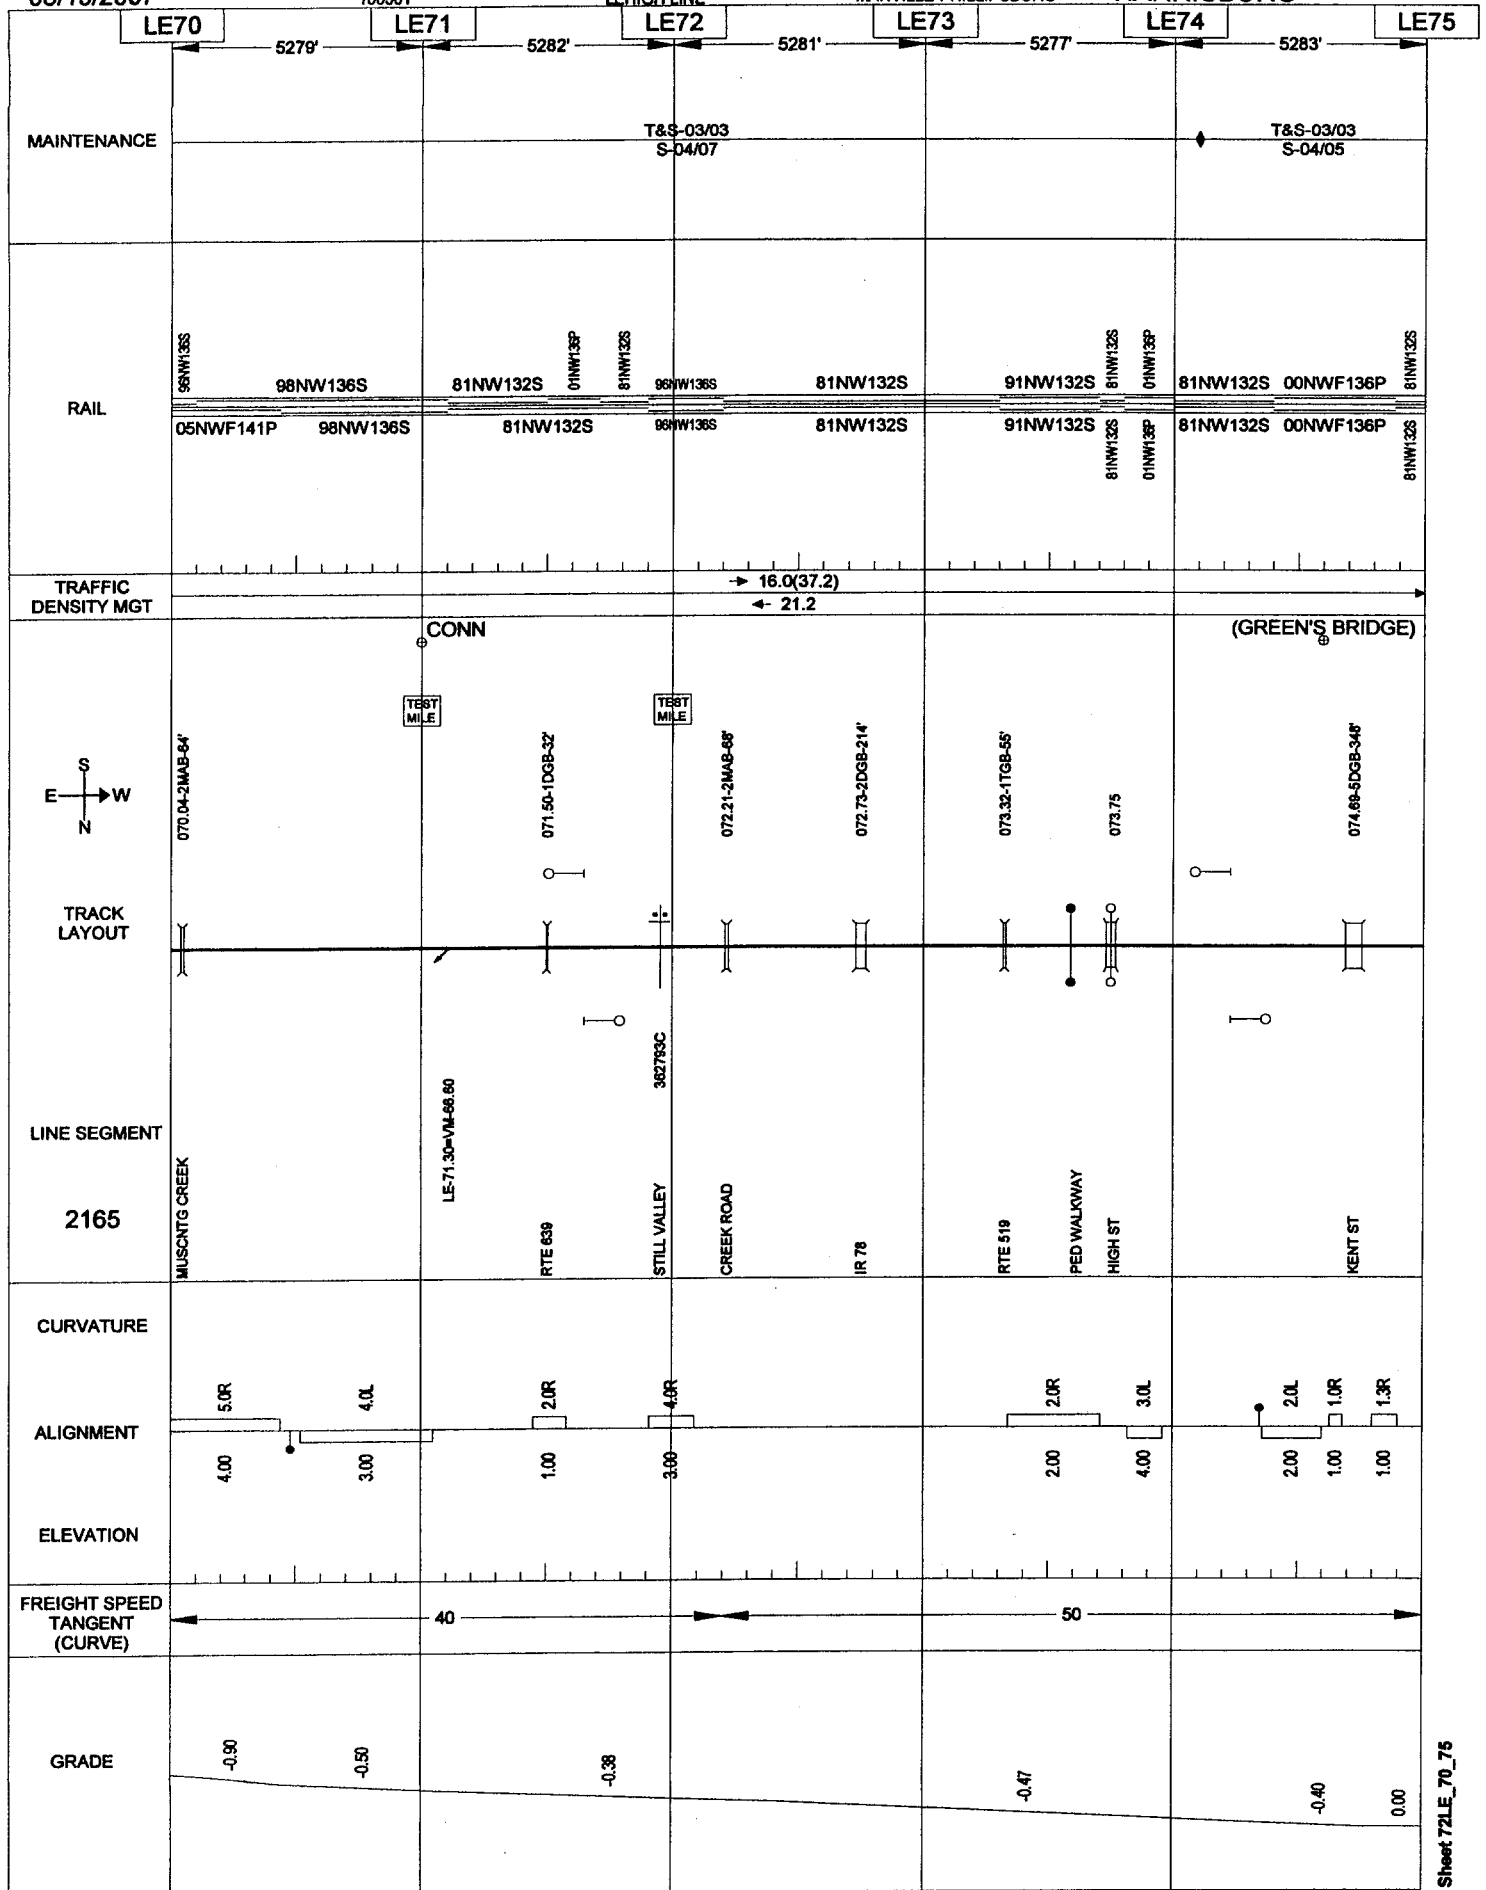 LEHIGH LINE
LE70 LE71 LE72 LE73 LE74 LE75
5279' 5282' 5281' 5277' 5283'
MAINTENANCE
T&S-03/03 T&S-03/03
S-04/07 S-04/05
RAIL
96NW136S 01NW136P 81NW132S 81NW132S 01NW136P 81NW132S
98NW136S 81NW132S 96NW136S 81NW132S 91NW132S 81NW132S 00NWF136P
05NWF141P 98NW136S 81NW132S 96NW136S 81NW132S 91NW132S 81NW132S 00NWF136P
81NW132S 01NW136P 81NW132S
TRAFFIC
DENSITY MGT
16.0(37.2)
21.2
CONN (GREEN'S BRIDGE)
TEST
MILE
TEST
MILE
S
E W
N
070.04-2MAB-64'
071.50-1DGB-32'
072.21-2MAB-68'
072.73-2DGB-214'
073.32-1TGB-55'
073.75
074.69-5DGB-348'
TRACK
LAYOUT
LINE SEGMENT
2165
MUSCNTG CREEK
LE-71.30=VM-66.60
RTE 639
STILL VALLEY 362793C
CREEK ROAD
IR 78
RTE 519
PED WALKWAY
HIGH ST
KENT ST
CURVATURE
ALIGNMENT
5.0R 4.0L 2.0R 4.0R 2.0R 3.0L 2.0L 1.0R 1.3R
4.00 3.00 1.00 3.00 2.00 4.00 2.00 1.00 1.00
ELEVATION
FREIGHT SPEED
TANGENT
(CURVE)
40 50
GRADE
-0.90 -0.50 -0.38 -0.47 -0.40 0.00
Sheet 72LE_70_75